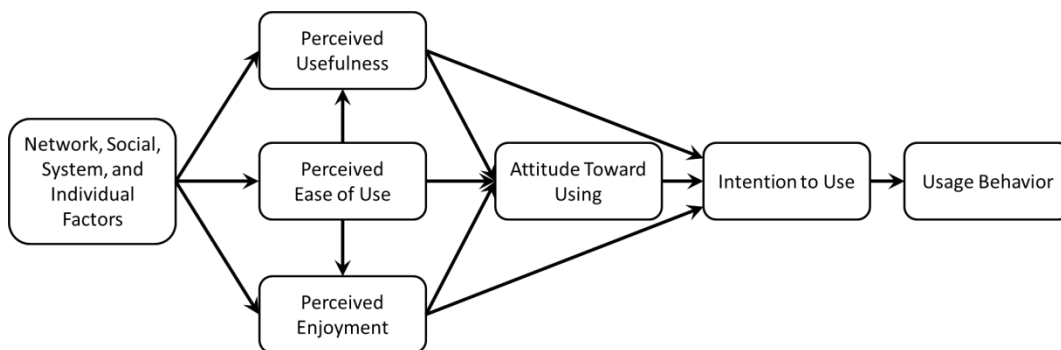 Network, Social,
System, and
Individual
Factors
Perceived
Usefulness
Perceived
Ease of Use
Perceived
Enjoyment
Attitude Toward
Using
Intention to Use
Usage Behavior